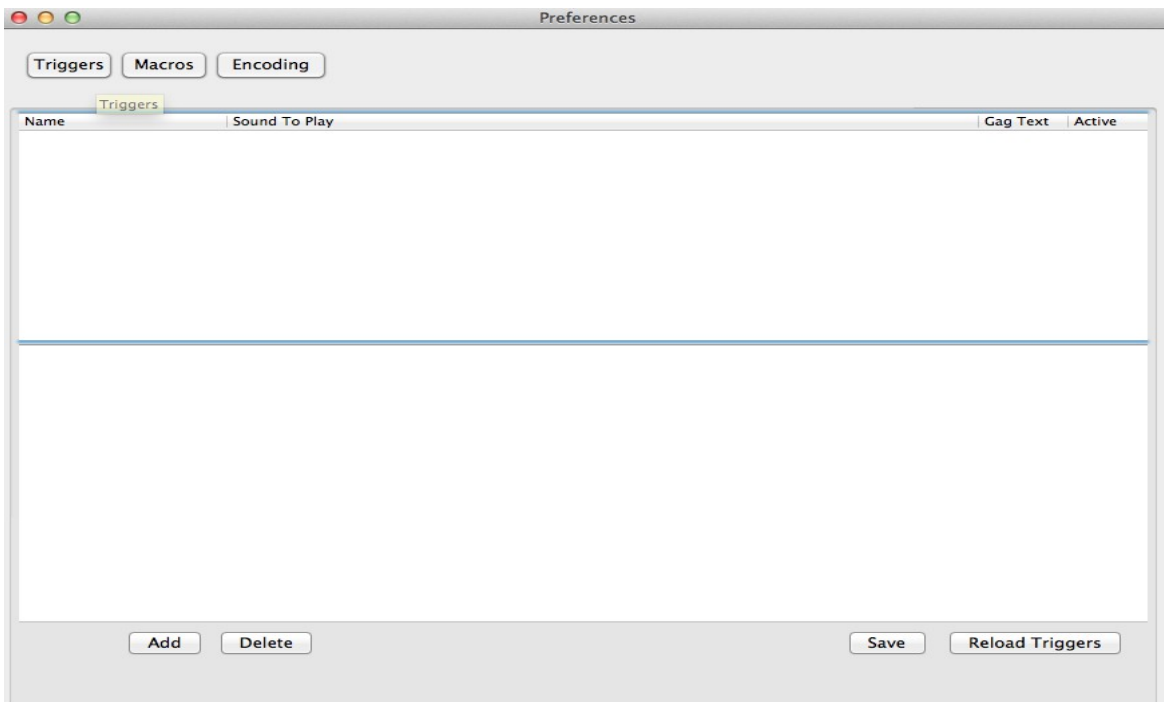 Preferences
Triggers Macros Encoding
Triggers
Name Sound To Play Gag Text Active
Add Delete Save Reload Triggers